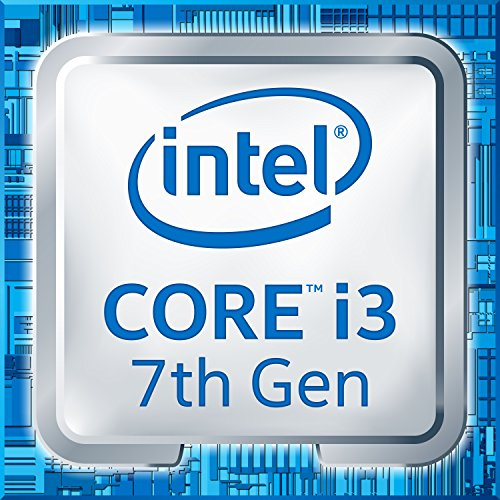 intel®
CORE™ i3
7th Gen